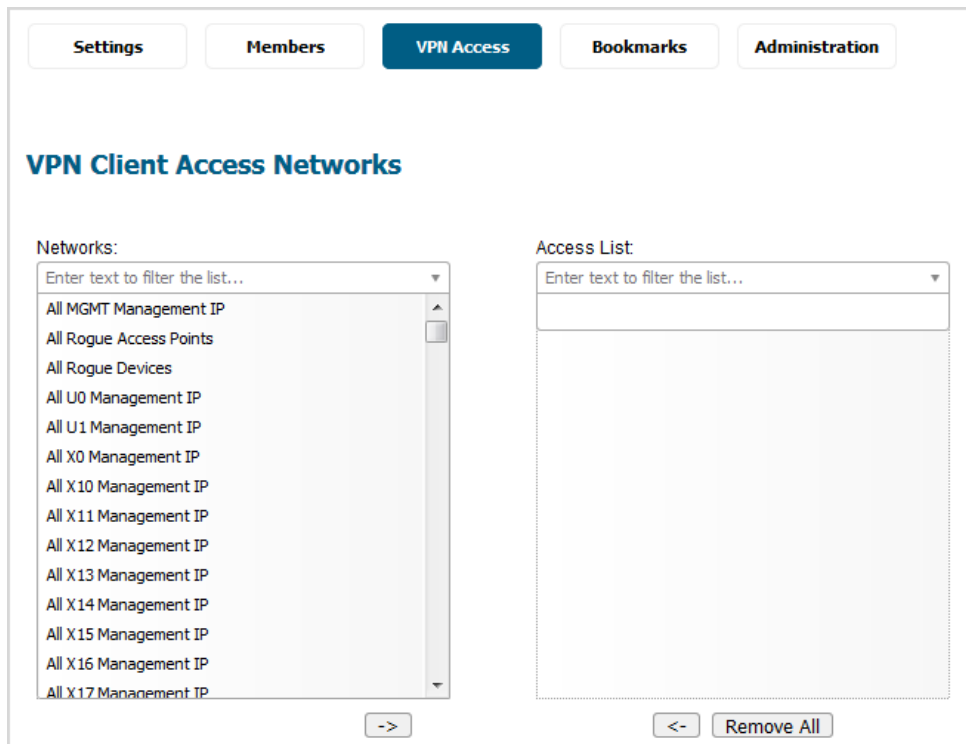 Settings Members VPN Access Bookmarks Administration
VPN Client Access Networks
Networks:
Enter text to filter the list...
All MGMT Management IP
All Rogue Access Points
All Rogue Devices
All U0 Management IP
All U1 Management IP
All X0 Management IP
All X10 Management IP
All X11 Management IP
All X12 Management IP
All X13 Management IP
All X14 Management IP
All X15 Management IP
All X16 Management IP
All X17 Management IP
->
Access List:
Enter text to filter the list...
<- Remove All